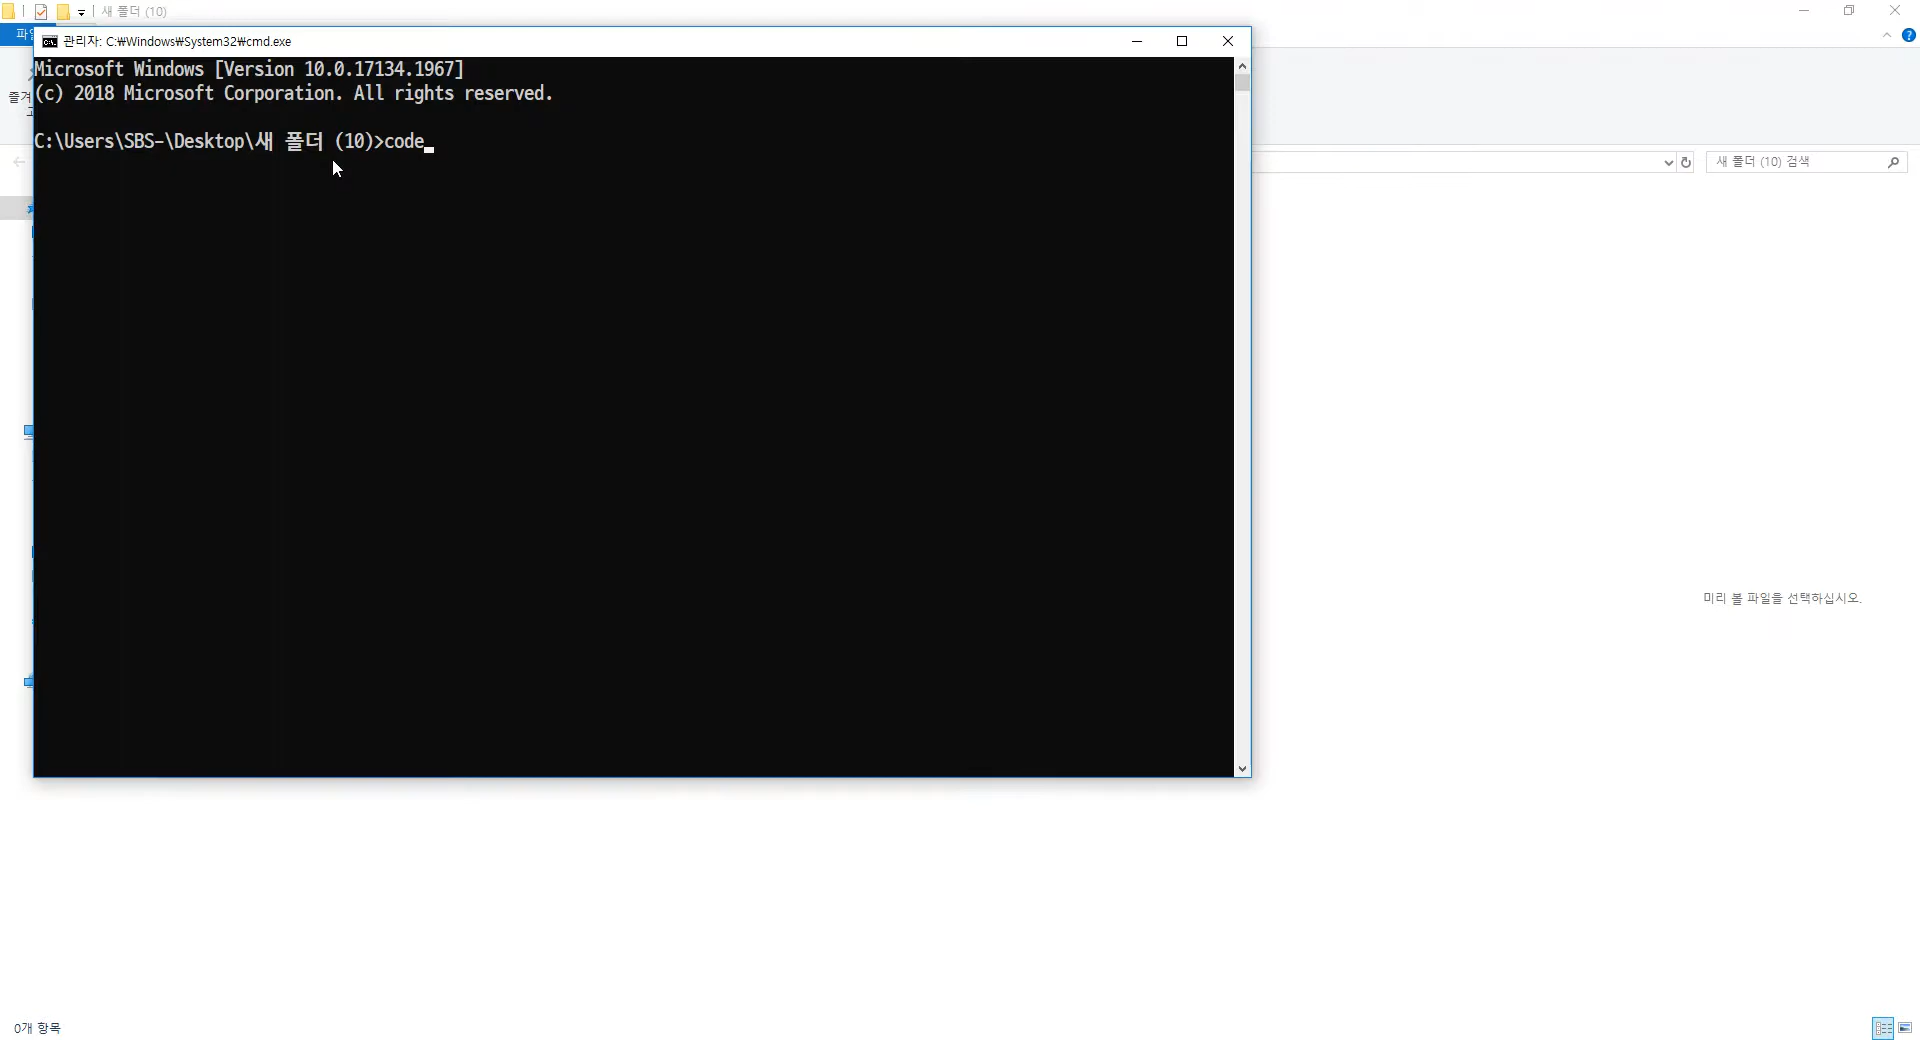 새 폴더 (10)
관리자: C:₩Windows₩System32₩cmd.exe
Microsoft Windows [Version 10.0.17134.1967]
(c) 2018 Microsoft Corporation. All rights reserved.
C:\Users\SBS-\Desktop\새 폴더 (10)>code
새 폴더 (10) 검색
미리 볼 파일을 선택하십시오.
0개 항목